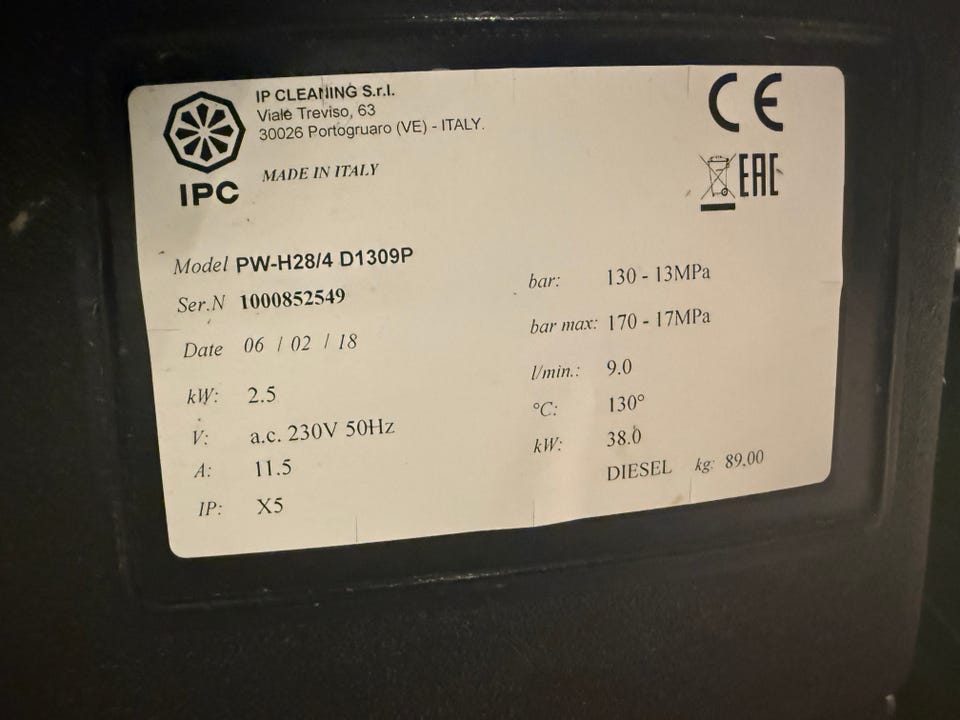 IP CLEANING S.r.l.
Viale Treviso, 63
30026 Portogruaro (VE) - ITALY.
MADE IN ITALY
IPC
CE
EAC
Model PW-H28/4 D1309P
Ser.N 1000852549
Date 06 / 02 / 18
kW: 2.5
V: a.c. 230V 50Hz
A: 11.5
IP: X5
bar: 130 - 13MPa
bar max: 170 - 17MPa
l/min.: 9.0
°C: 130°
kW: 38.0
DIESEL kg: 89.00